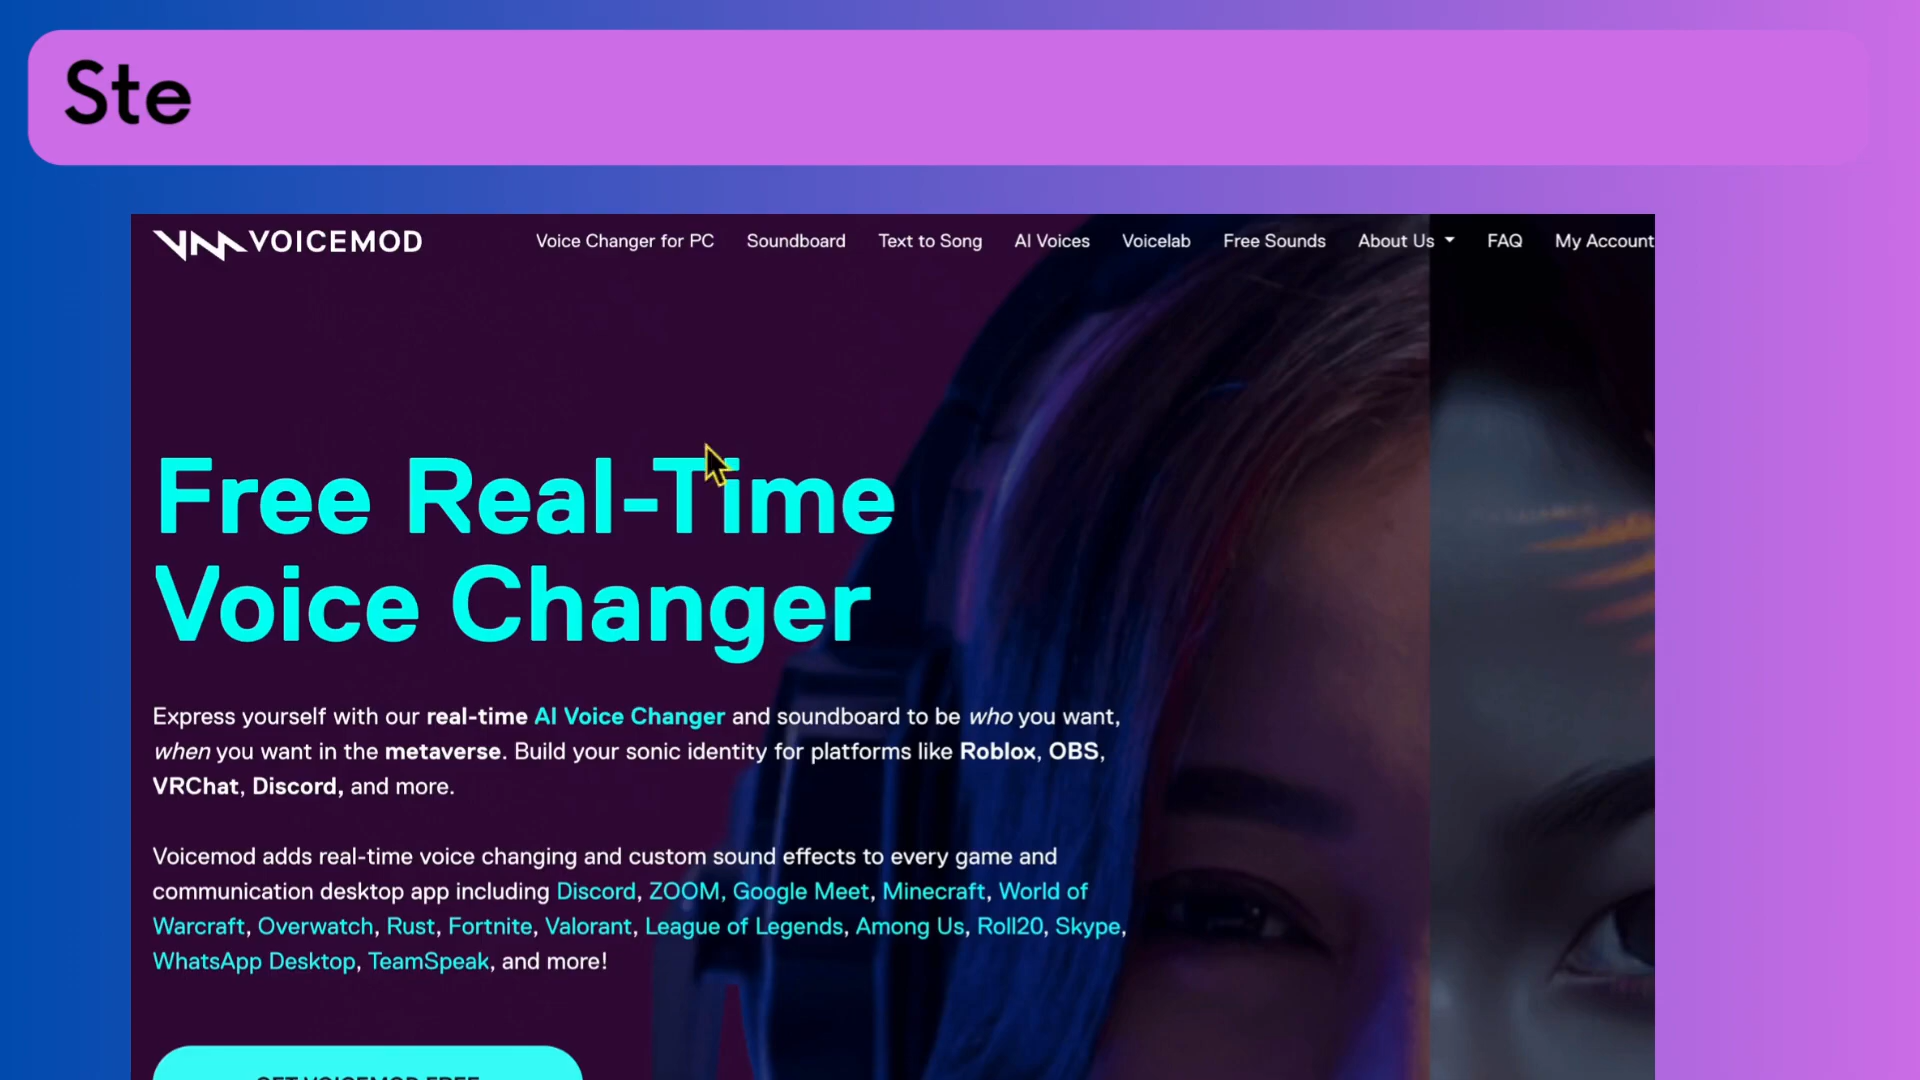 Ste
VOICEMOD
Voice Changer for PC Soundboard Text to Song AI Voices Voicelab Free Sounds About Us FAQ My Account
Free Real-Time
Voice Changer
Express yourself with our real-time AI Voice Changer and soundboard to be who you want,
when you want in the metaverse. Build your sonic identity for platforms like Roblox, OBS,
VRChat, Discord, and more.
Voicemod adds real-time voice changing and custom sound effects to every game and
communication desktop app including Discord, ZOOM, Google Meet, Minecraft, World of
Warcraft, Overwatch, Rust, Fortnite, Valorant, League of Legends, Among Us, Roll20, Skype,
WhatsApp Desktop, TeamSpeak, and more!
GET VOICEMOD FREE